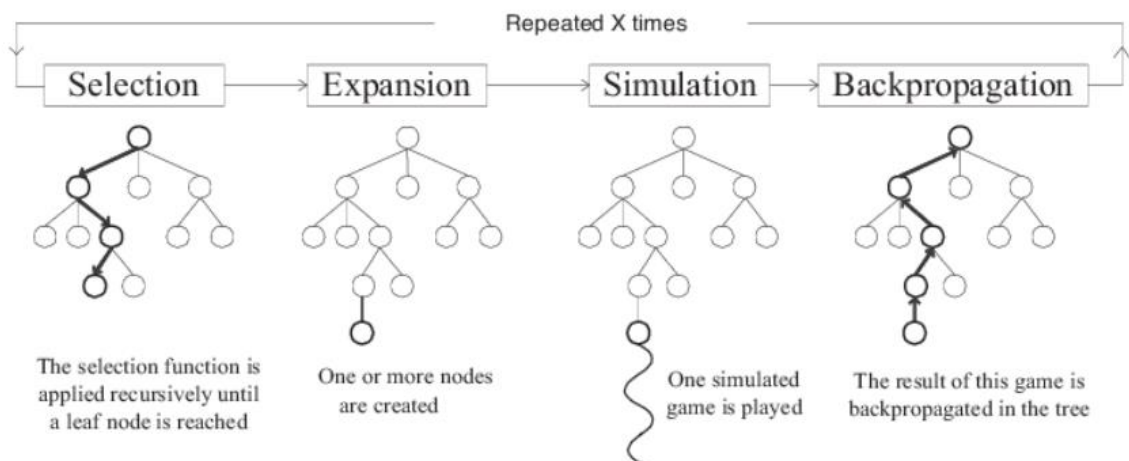 Repeated X times
Selection
Expansion
Simulation
Backpropagation
The selection function is
applied recursively until
a leaf node is reached
One or more nodes
are created
One simulated
game is played
The result of this game is
backpropagated in the tree